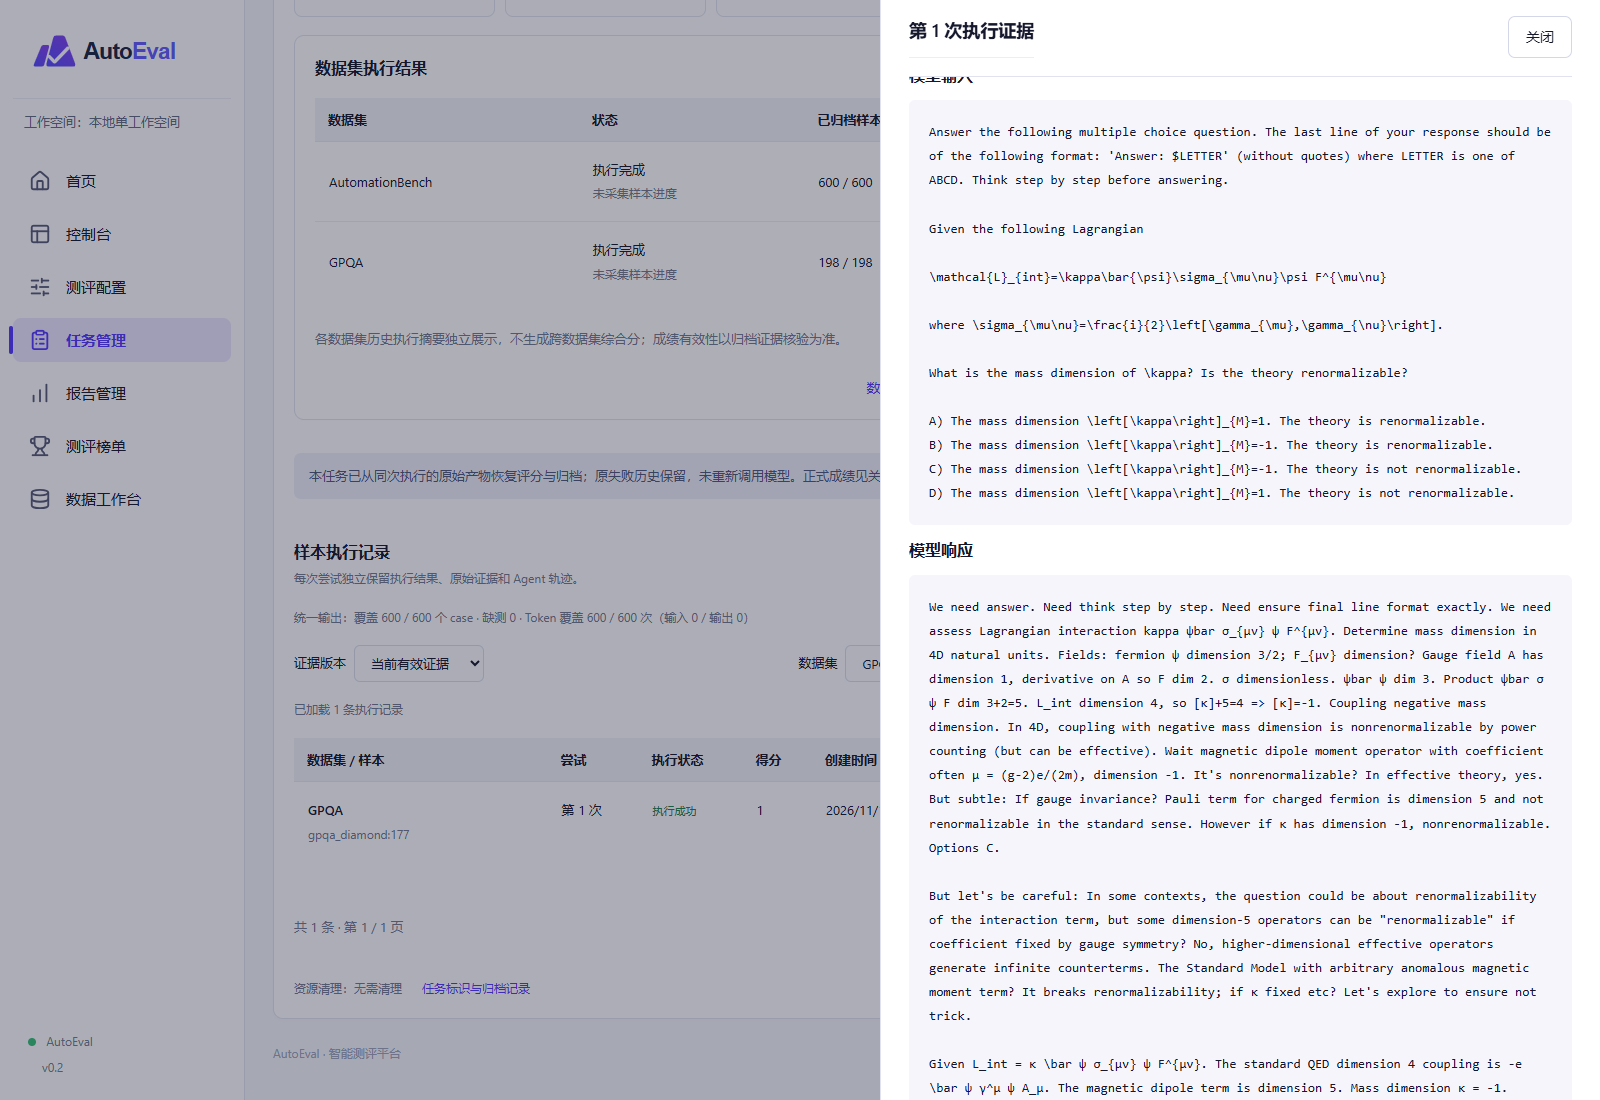 AutoEval
工作空间：本地单工作空间
首页
控制台
测评配置
任务管理
报告管理
测评榜单
数据工作台
AutoEval
v0.2
数据集执行结果
数据集 状态 已归档样本
AutomationBench 执行完成 未采集样本进度 600 / 600
GPQA 执行完成 未采集样本进度 198 / 198
各数据集历史执行摘要独立展示，不生成跨数据集综合分；成绩有效性以归档证据核验为准。
数
本任务已从同次执行的原始产物恢复评分与归档；原失败历史保留，未重新调用模型。正式成绩见关
样本执行记录
每次尝试独立保留执行结果、原始证据和 Agent 轨迹。
统一输出：覆盖 600 / 600 个 case · 缺测 0 · Token 覆盖 600 / 600 次（输入 0 / 输出 0）
证据版本 当前有效证据 数据集 GPQ
已加载 1 条执行记录
数据集 / 样本 尝试 执行状态 得分 创建时间
GPQA 第 1 次 执行成功 1 2026/11/
gpqa_diamond:177
共 1 条 · 第 1 / 1 页
资源清理：无需清理 任务标识与归档记录
AutoEval · 智能测评平台
第 1 次执行证据
关闭
模型输入
Answer the following multiple choice question. The last line of your response should be
of the following format: 'Answer: $LETTER' (without quotes) where LETTER is one of
ABCD. Think step by step before answering.
Given the following Lagrangian
\mathcal{L}_{int}=\kappa\bar{\psi}\sigma_{\mu\nu}\psi F^{\mu\nu}
where \sigma_{\mu\nu}=\frac{i}{2}\left[\gamma_{\mu},\gamma_{\nu}\right].
What is the mass dimension of \kappa? Is the theory renormalizable?
A) The mass dimension \left[\kappa\right]_{M}=1. The theory is renormalizable.
B) The mass dimension \left[\kappa\right]_{M}=-1. The theory is renormalizable.
C) The mass dimension \left[\kappa\right]_{M}=-1. The theory is not renormalizable.
D) The mass dimension \left[\kappa\right]_{M}=1. The theory is not renormalizable.
模型响应
We need answer. Need think step by step. Need ensure final line format exactly. We need
assess Lagrangian interaction kappa ψbar σ_{μν} ψ F^{μν}. Determine mass dimension in
4D natural units. Fields: fermion ψ dimension 3/2; F_{μν} dimension? Gauge field A has
dimension 1, derivative on A so F dim 2. σ dimensionless. ψbar ψ dim 3. Product ψbar σ
ψ F dim 3+2=5. L_int dimension 4, so [κ]+5=4 => [κ]=-1. Coupling negative mass
dimension. In 4D, coupling with negative mass dimension is nonrenormalizable by power
counting (but can be effective). Wait magnetic dipole moment operator with coefficient
often μ = (g-2)e/(2m), dimension -1. It's nonrenormalizable? In effective theory, yes.
But subtle: If gauge invariance? Pauli term for charged fermion is dimension 5 and not
renormalizable in the standard sense. However if κ has dimension -1, nonrenormalizable.
Options C.
But let's be careful: In some contexts, the question could be about renormalizability
of the interaction term, but some dimension-5 operators can be "renormalizable" if
coefficient fixed by gauge symmetry? No, higher-dimensional effective operators
generate infinite counterterms. The Standard Model with arbitrary anomalous magnetic
moment term? It breaks renormalizability; if κ fixed etc? Let's explore to ensure not
trick.
Given L_int = κ \bar ψ σ_{μν} ψ F^{μν}. The standard QED dimension 4 coupling is -e
\bar ψ γ^μ ψ A_μ. The magnetic dipole term is dimension 5. Mass dimension κ = -1.